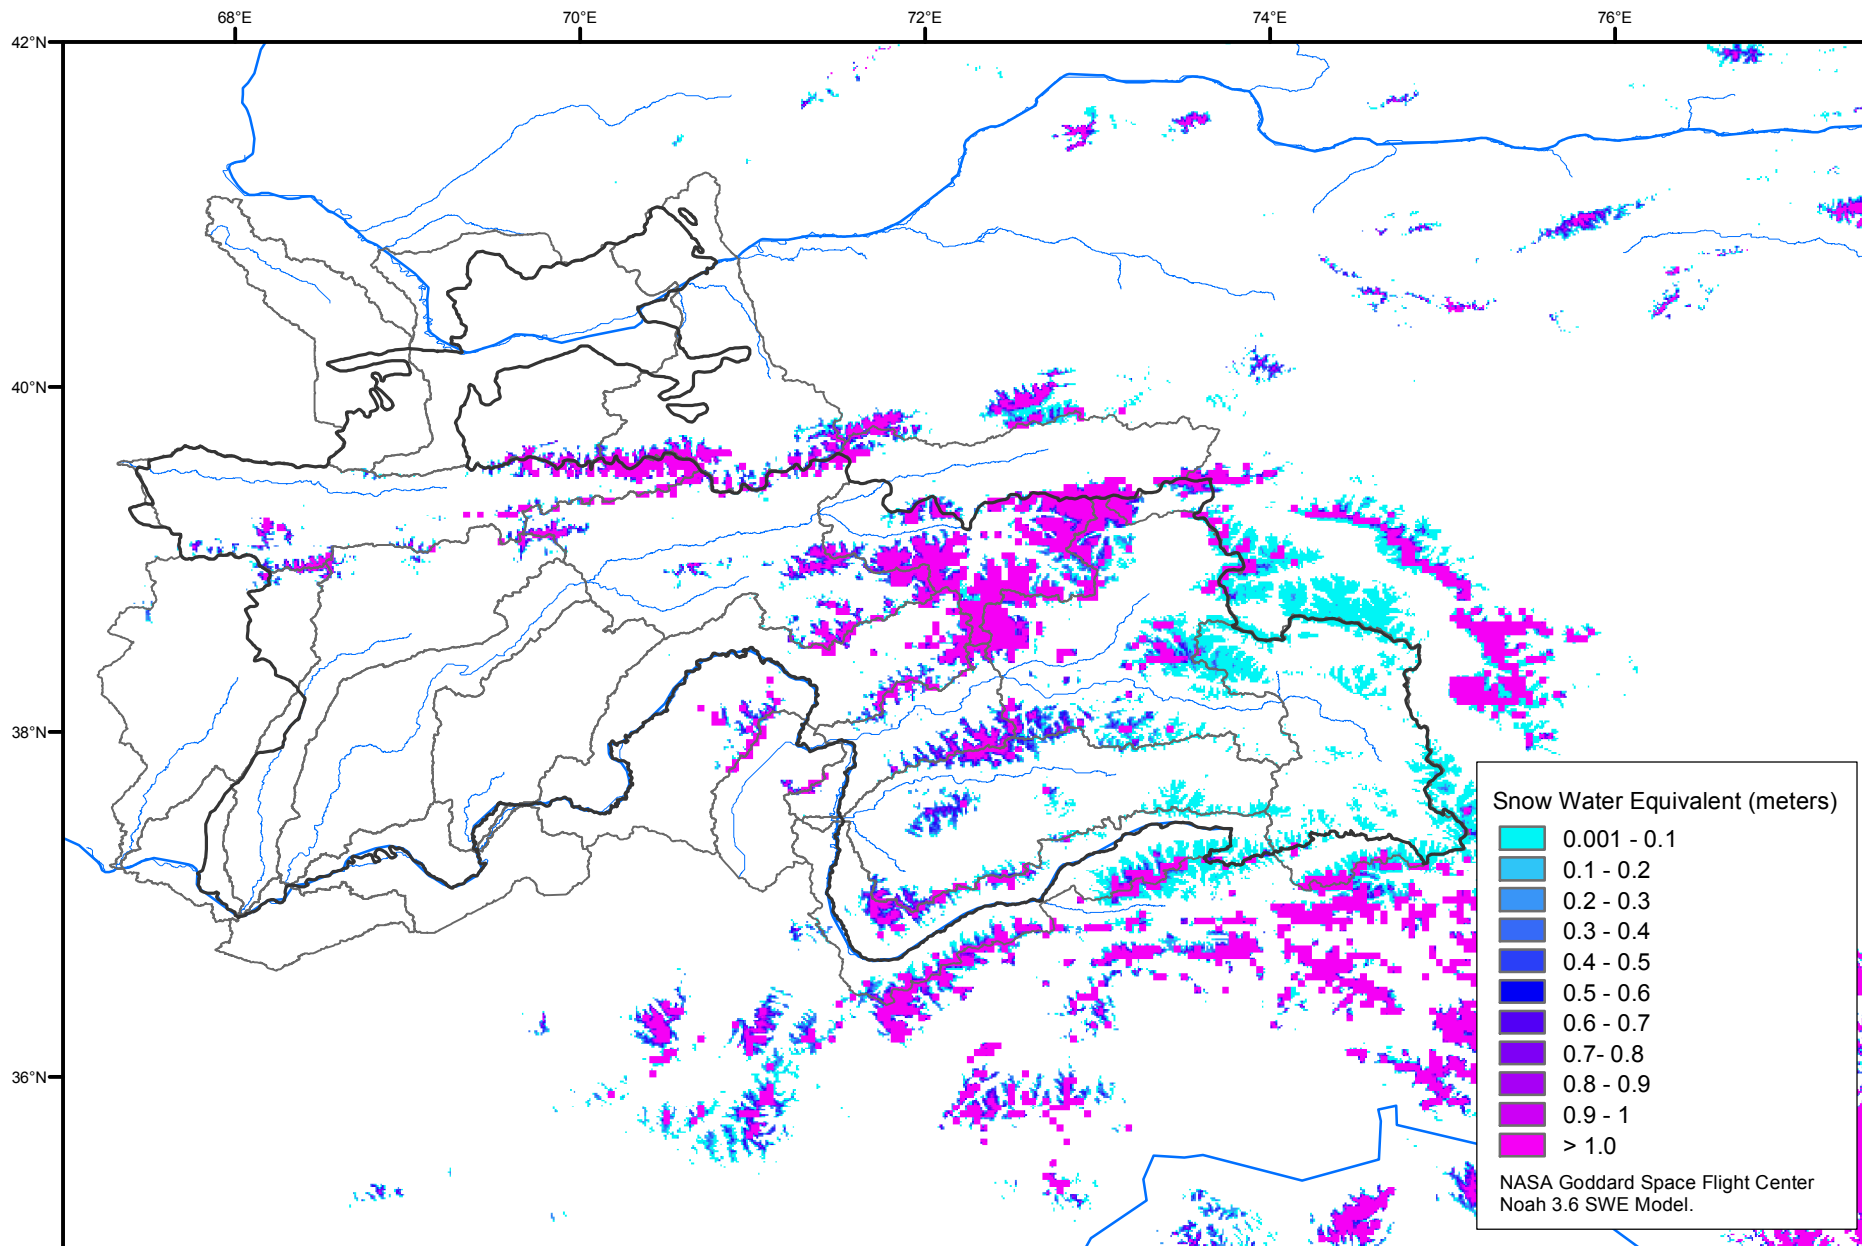 68°E 70°E 72°E 74°E 76°E
42°N
40°N
38°N
36°N
Snow Water Equivalent (meters)
0.001 - 0.1
0.1 - 0.2
0.2 - 0.3
0.3 - 0.4
0.4 - 0.5
0.5 - 0.6
0.6 - 0.7
0.7- 0.8
0.8 - 0.9
0.9 - 1
> 1.0
NASA Goddard Space Flight Center
Noah 3.6 SWE Model.